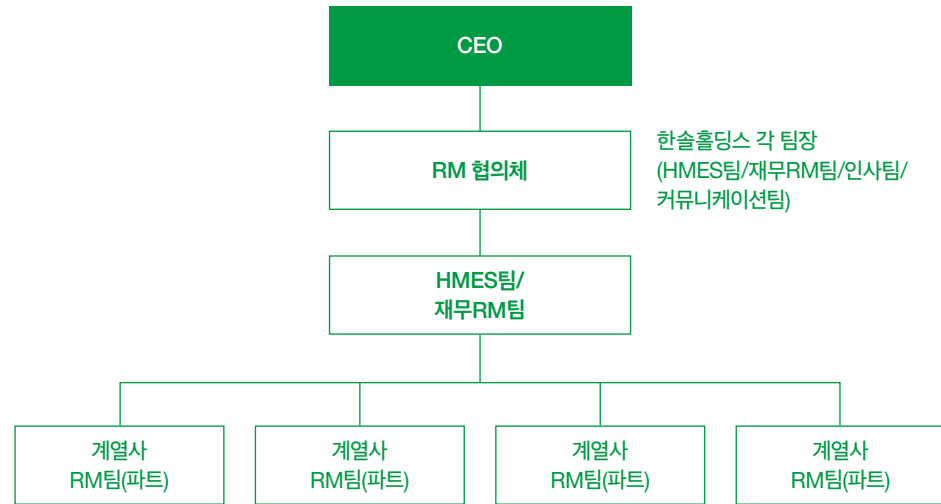 CEO
RM 협의체
한솔홀딩스 각 팀장
(HMES팀/재무RM팀/인사팀/
커뮤니케이션팀)
HMES팀/
재무RM팀
계열사
RM팀(파트)
계열사
RM팀(파트)
계열사
RM팀(파트)
계열사
RM팀(파트)